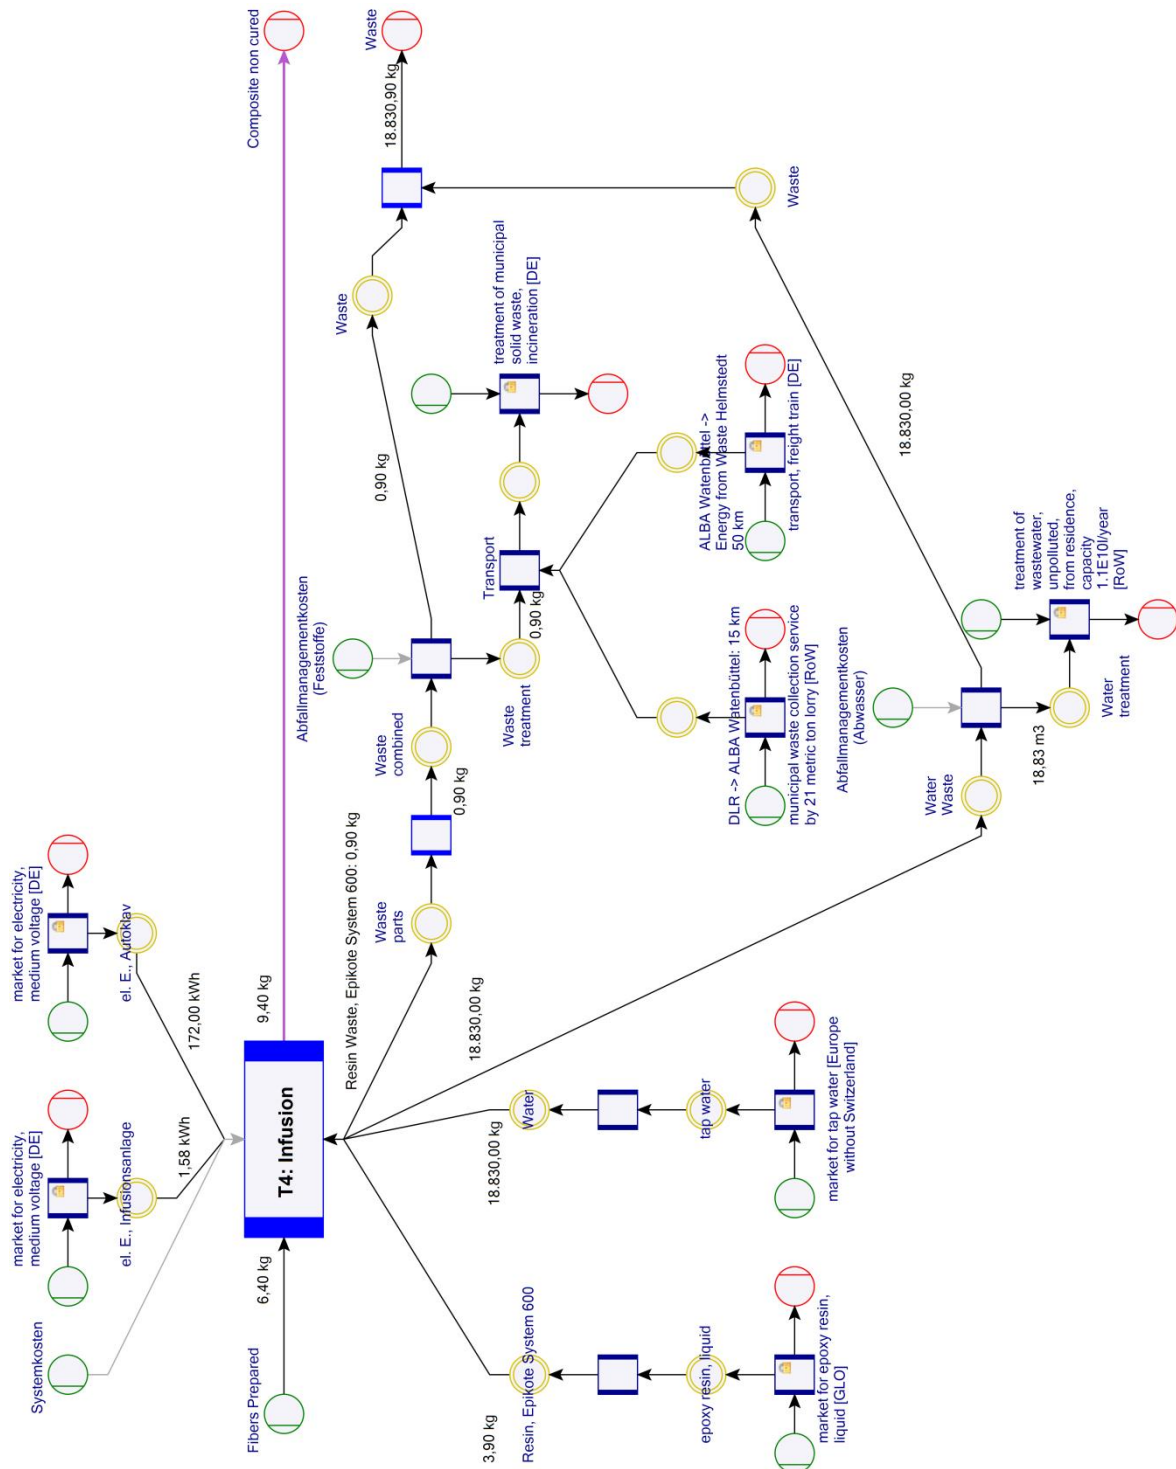 Systemkosten
market for electricity,
medium voltage [DE]
el. E., Infusionsanlage
1,58 kWh
market for electricity,
medium voltage [DE]
el. E., Autoklav
172,00 kWh
Fibers Prepared
6,40 kg
T4: Infusion
9,40 kg
Abfallmanagementkosten
(Feststoffe)
Composite non cured
Resin Waste, Epikote System 600: 0,90 kg
Waste
parts
Waste
combined
0,90 kg
0,90 kg
Waste
18.830,90 kg
Waste
Waste
treatment
0,90 kg
Transport
treatment of municipal
solid waste,
incineration [DE]
18.830,00 kg
3,90 kg
Resin, Epikote System 600
epoxy resin, liquid
market for epoxy resin,
liquid [GLO]
18.830,00 kg
Water
tap water
market for tap water [Europe
without Switzerland]
DLR -> ALBA Watenbüttel: 15 km
municipal waste collection service
by 21 metric ton lorry [RoW]
ALBA Watenbüttel ->
Energy from Waste Helmstedt
50 km
transport, freight train [DE]
Waste
18.830,00 kg
Abfallmanagementkosten
(Abwasser)
Water
Waste
18,83 m3
Water
treatment
treatment of
wastewater,
unpolluted,
from residence,
capacity
1.1E10l/year
[RoW]